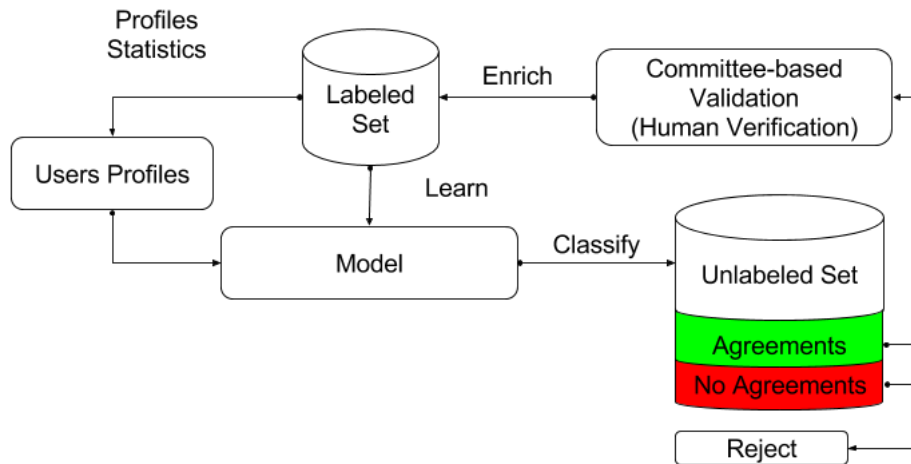 Profiles
Statistics
Labeled
Set
Enrich
Committee-based
Validation
(Human Verification)
Users Profiles
Learn
Model
Classify
Unlabeled Set
Agreements
No Agreements
Reject